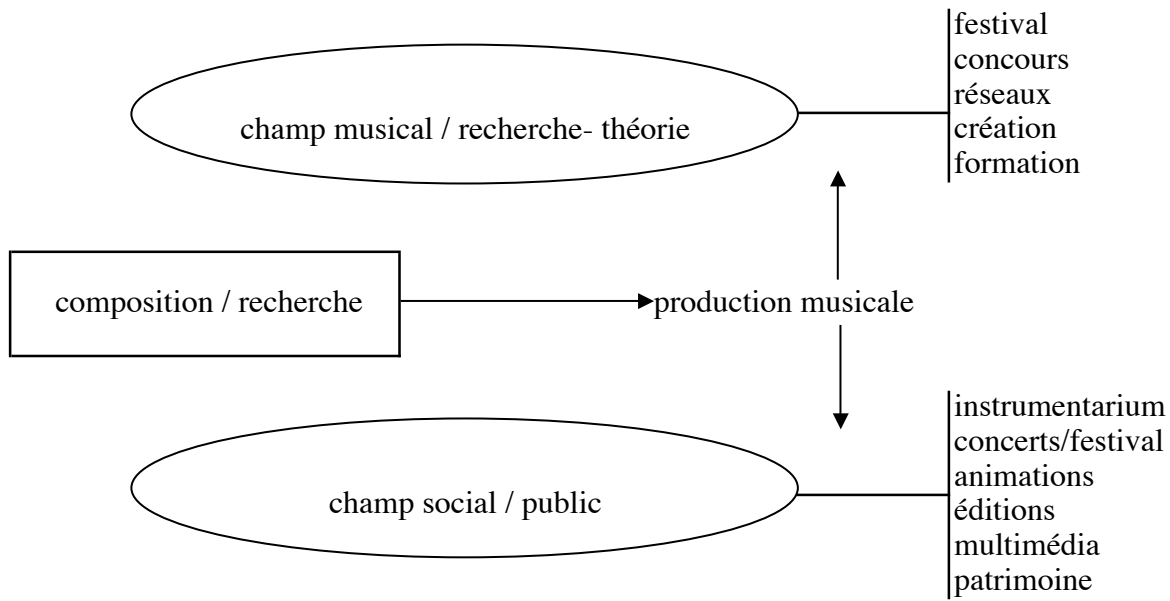 festival
concours
réseaux
création
formation
champ musical / recherche- théorie
composition / recherche
production musicale
champ social / public
instrumentarium
concerts/festival
animations
éditions
multimédia
patrimoine